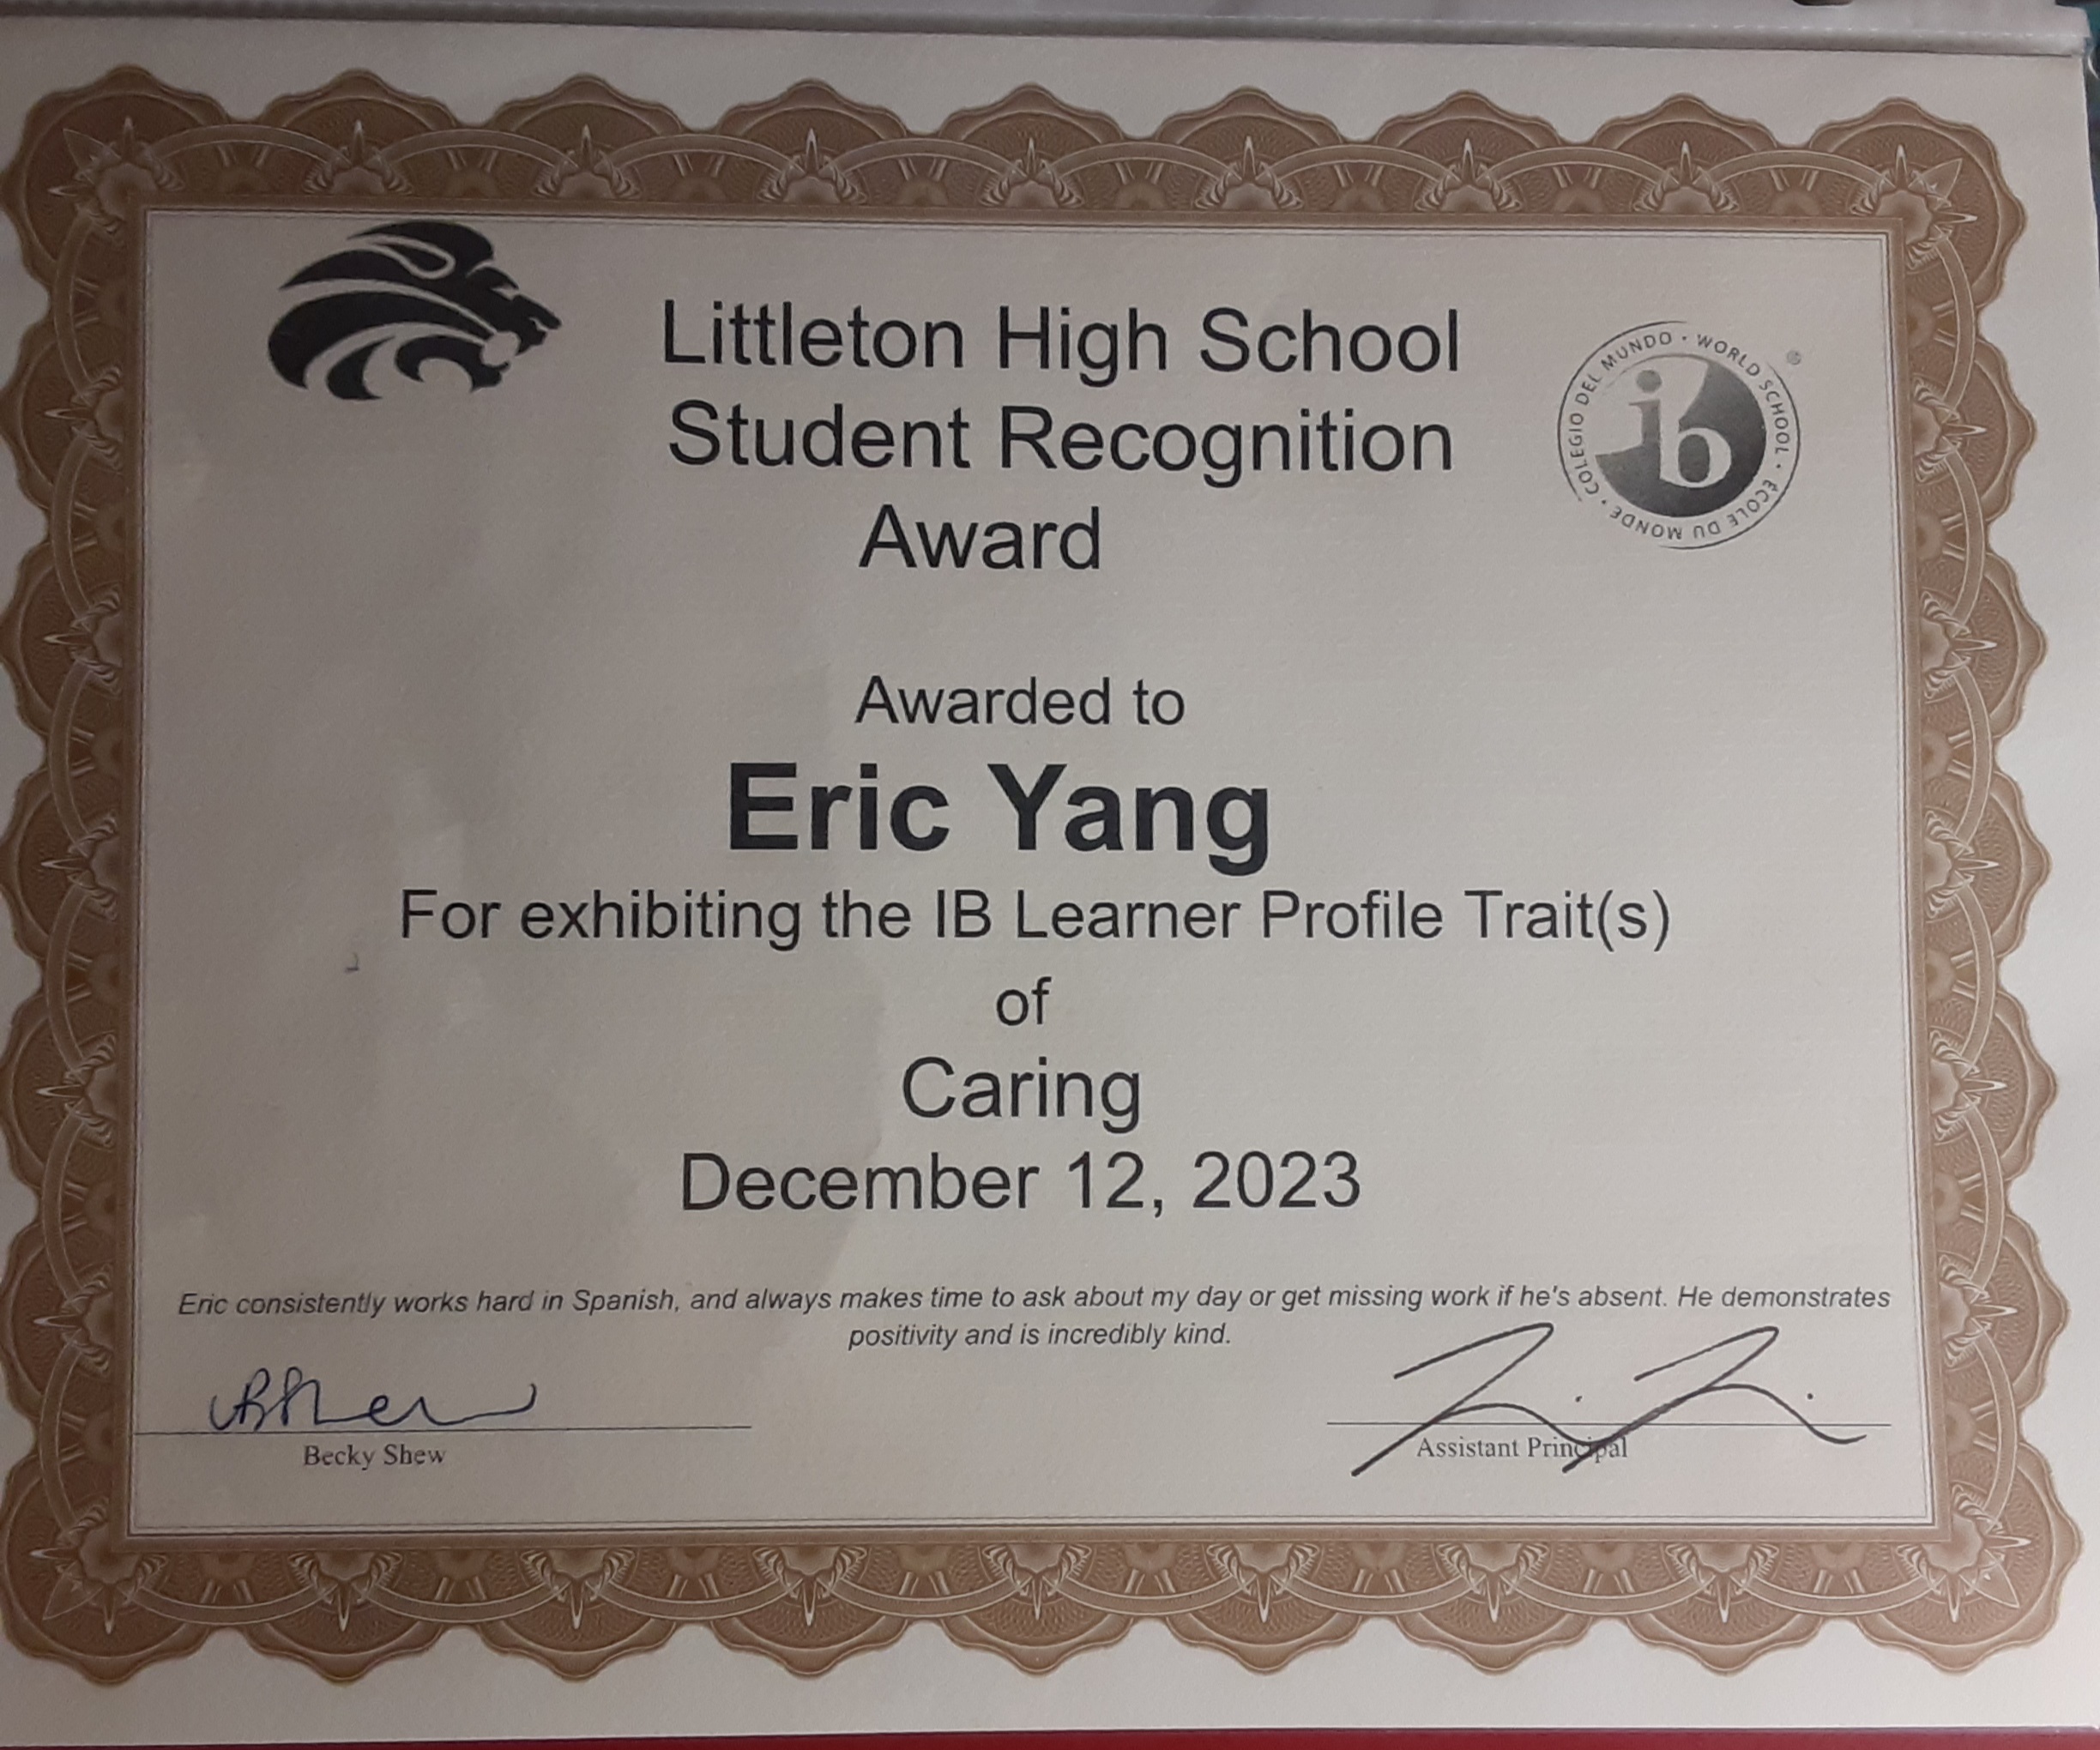 Littleton High School
Student Recognition
Award
COLEGIO DEL MUNDO · WORLD SCHOOL · ÉCOLE DU MONDE ·
ib
®
Awarded to
Eric Yang
For exhibiting the IB Learner Profile Trait(s)
of
Caring
December 12, 2023
Eric consistently works hard in Spanish, and always makes time to ask about my day or get missing work if he's absent. He demonstrates
positivity and is incredibly kind.
BShew
Becky Shew
Assistant Principal